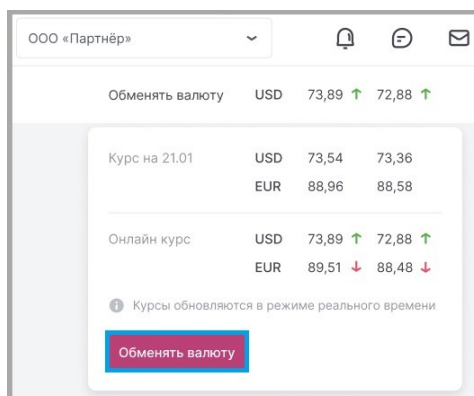 ООО «Партнёр»
Обменять валюту USD 73,89 ↑ 72,88 ↑
Курс на 21.01 USD 73,54 73,36
EUR 88,96 88,58
Онлайн курс USD 73,89 ↑ 72,88 ↑
EUR 89,51 ↓ 88,48 ↓
Курсы обновляются в режиме реального времени
Обменять валюту